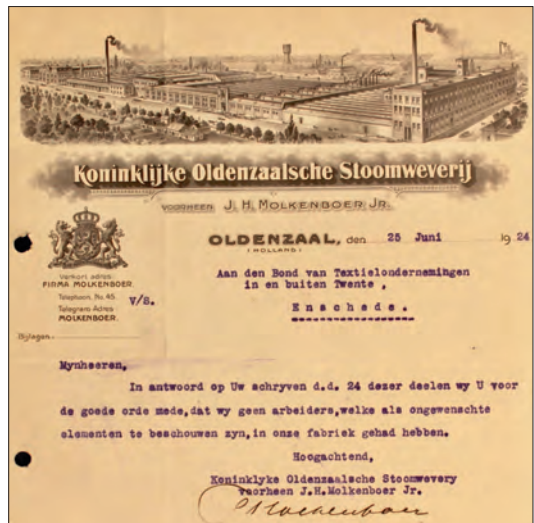 Koninklijke Oldenzaalsche Stoomweverij
VOORHEEN J. H. MOLKENBOER JR.
OLDENZAAL, den 25 Juni 1924
(HOLLAND)
Verkort adres:
FIRMA MOLKENBOER.
Telephoon No. 45
Telegram-Adres:
MOLKENBOER.
V/S.
Bijlagen:
Aan den Bond van Textielondernemingen
in en buiten Twente,
Enschede.
Mynheeren,
In antwoord op Uw schryven d.d. 24 dezer deelen wy U voor
de goede orde mede, dat wy geen arbeiders, welke als ongewenschte
elementen te beschouwen zyn, in onze fabriek gehad hebben.
Hoogachtend,
Koninklyke Oldenzaalsche Stoomwevery
voorheen J.H.Molkenboer Jr.
Molkenboer